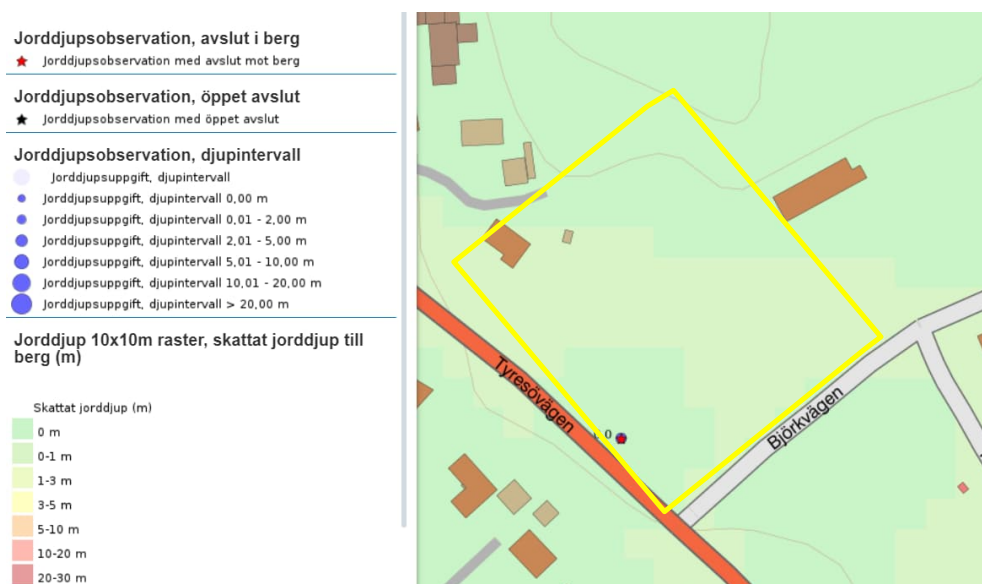 Jorddjupsobservation, avslut i berg
Jorddjupsobservation med avslut mot berg
Jorddjupsobservation, öppet avslut
Jorddjupsobservation med öppet avslut
Jorddjupsobservation, djupintervall
Jorddjupsuppgift, djupintervall
Jorddjupsuppgift, djupintervall 0,00 m
Jorddjupsuppgift, djupintervall 0,01 - 2,00 m
Jorddjupsuppgift, djupintervall 2,01 - 5,00 m
Jorddjupsuppgift, djupintervall 5,01 - 10,00 m
Jorddjupsuppgift, djupintervall 10,01 - 20,00 m
Jorddjupsuppgift, djupintervall > 20,00 m
Jorddjup 10x10m raster, skattat jorddjup till
berg (m)
Skattat jorddjup (m)
0 m
0-1 m
1-3 m
3-5 m
5-10 m
10-20 m
20-30 m
Tyresövägen
0
Björkvägen